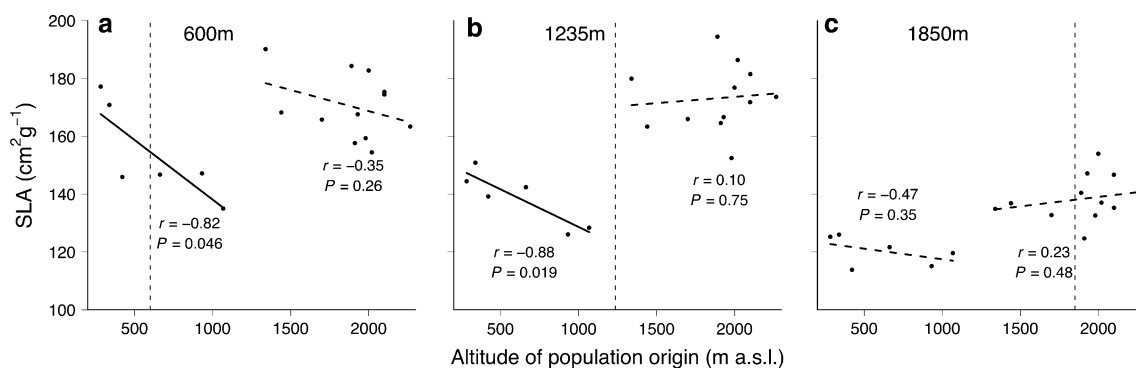 a
600m
b
1235m
c
1850m
200
180
160
140
120
100
SLA (cm²g⁻¹)
r = −0.35
P = 0.26
r = −0.82
P = 0.046
r = 0.10
P = 0.75
r = −0.88
P = 0.019
r = −0.47
P = 0.35
r = 0.23
P = 0.48
500 1000 1500 2000
500 1000 1500 2000
500 1000 1500 2000
Altitude of population origin (m a.s.l.)